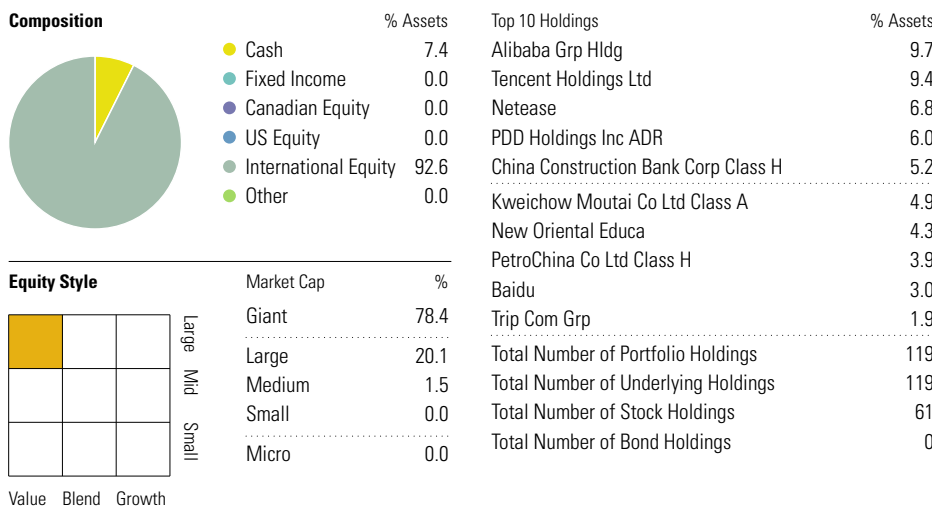 Composition % Assets
Cash 7.4
Fixed Income 0.0
Canadian Equity 0.0
US Equity 0.0
International Equity 92.6
Other 0.0
Equity Style
Large Mid Small
Value Blend Growth
Market Cap %
Giant 78.4
Large 20.1
Medium 1.5
Small 0.0
Micro 0.0
Top 10 Holdings % Assets
Alibaba Grp Hldg 9.7
Tencent Holdings Ltd 9.4
Netease 6.8
PDD Holdings Inc ADR 6.0
China Construction Bank Corp Class H 5.2
Kweichow Moutai Co Ltd Class A 4.9
New Oriental Educa 4.3
PetroChina Co Ltd Class H 3.9
Baidu 3.0
Trip Com Grp 1.9
Total Number of Portfolio Holdings 119
Total Number of Underlying Holdings 119
Total Number of Stock Holdings 61
Total Number of Bond Holdings 0